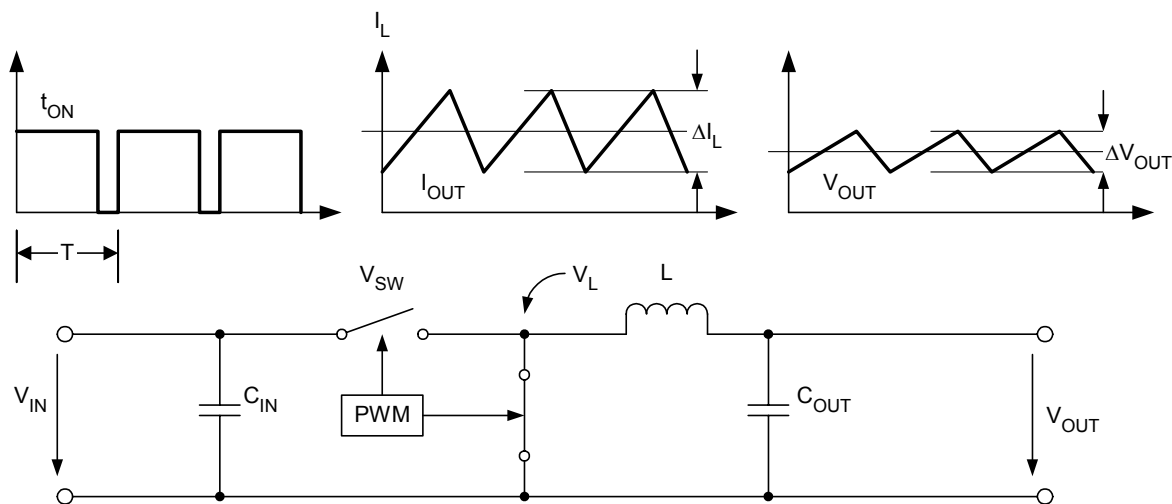 t_ON
T
I_L
I_OUT
ΔI_L
V_OUT
ΔV_OUT
V_SW
V_L
L
V_IN
C_IN
PWM
C_OUT
V_OUT